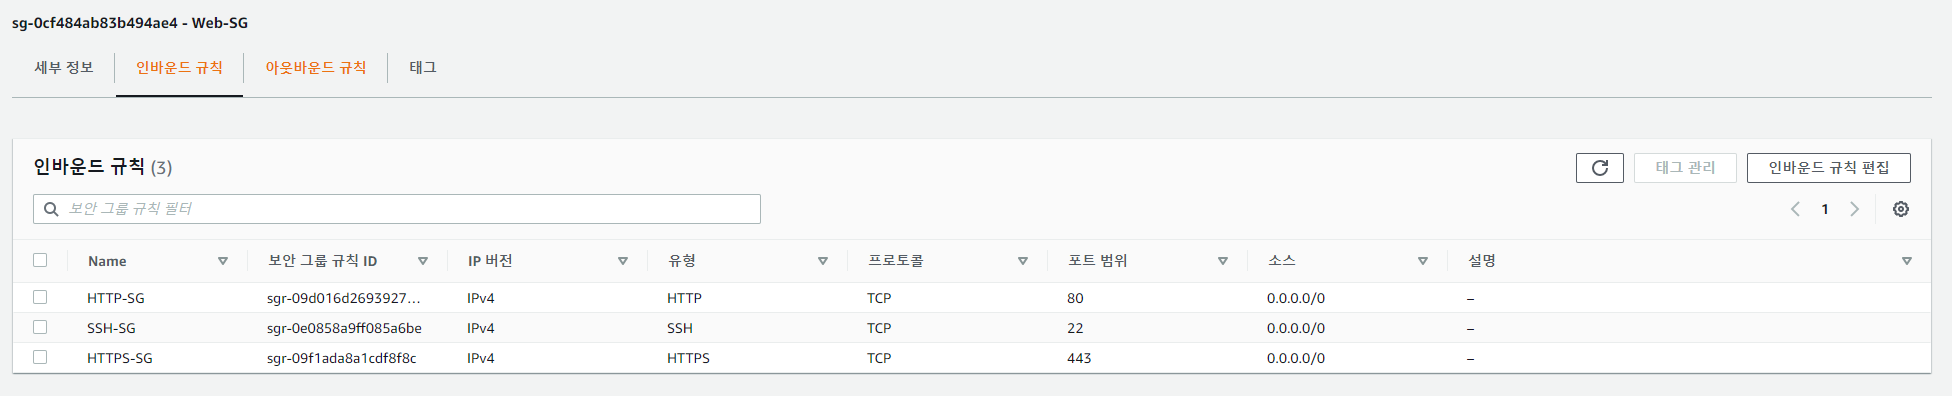 sg-0cf484ab83b494ae4 - Web-SG
세부 정보 인바운드 규칙 아웃바운드 규칙 태그
인바운드 규칙 (3) 태그 관리 인바운드 규칙 편집
보안 그룹 규칙 필터 1
Name 보안 그룹 규칙 ID IP 버전 유형 프로토콜 포트 범위 소스 설명
HTTP-SG sgr-09d016d2693927... IPv4 HTTP TCP 80 0.0.0.0/0 –
SSH-SG sgr-0e0858a9ff085a6be IPv4 SSH TCP 22 0.0.0.0/0 –
HTTPS-SG sgr-09f1ada8a1cdf8f8c IPv4 HTTPS TCP 443 0.0.0.0/0 –